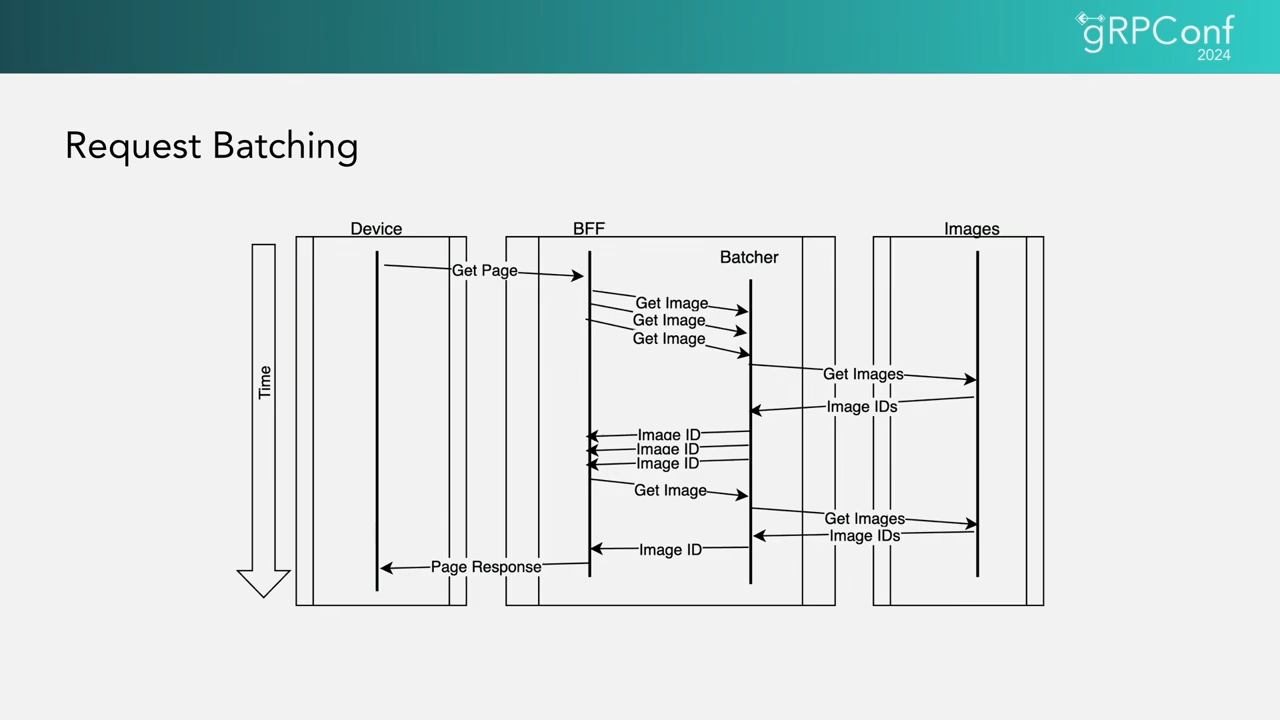 gRPConf
2024
Request Batching
Device
BFF
Images
Batcher
Time
Get Page
Get Image
Get Image
Get Image
Get Images
Image IDs
Image ID
Image ID
Image ID
Get Image
Get Images
Image IDs
Image ID
Page Response